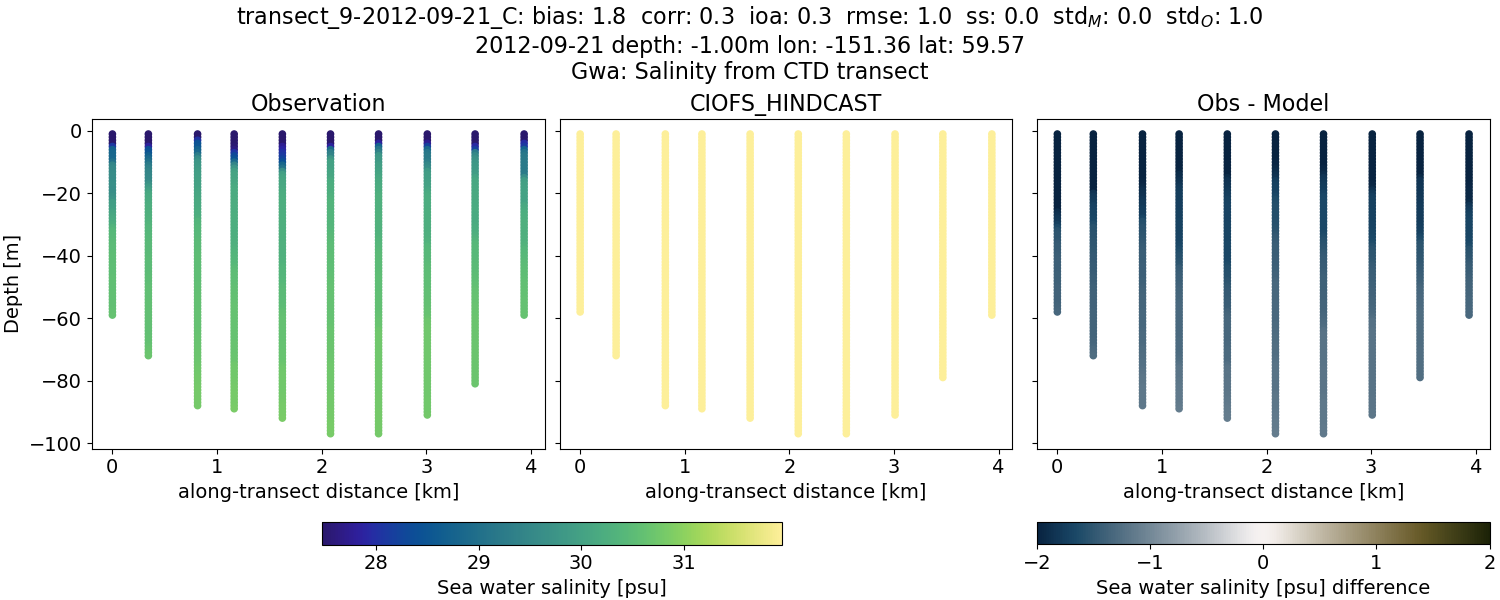 transect_9-2012-09-21_C: bias: 1.8 corr: 0.3 ioa: 0.3 rmse: 1.0 ss: 0.0 std_M: 0.0 std_O: 1.0
2012-09-21 depth: -1.00m lon: -151.36 lat: 59.57
Gwa: Salinity from CTD transect
Observation
CIOFS_HINDCAST
Obs - Model
Depth [m]
0
−20
−40
−60
−80
−100
0 1 2 3 4
0 1 2 3 4
0 1 2 3 4
along-transect distance [km]
along-transect distance [km]
along-transect distance [km]
28 29 30 31
Sea water salinity [psu]
−2 −1 0 1 2
Sea water salinity [psu] difference